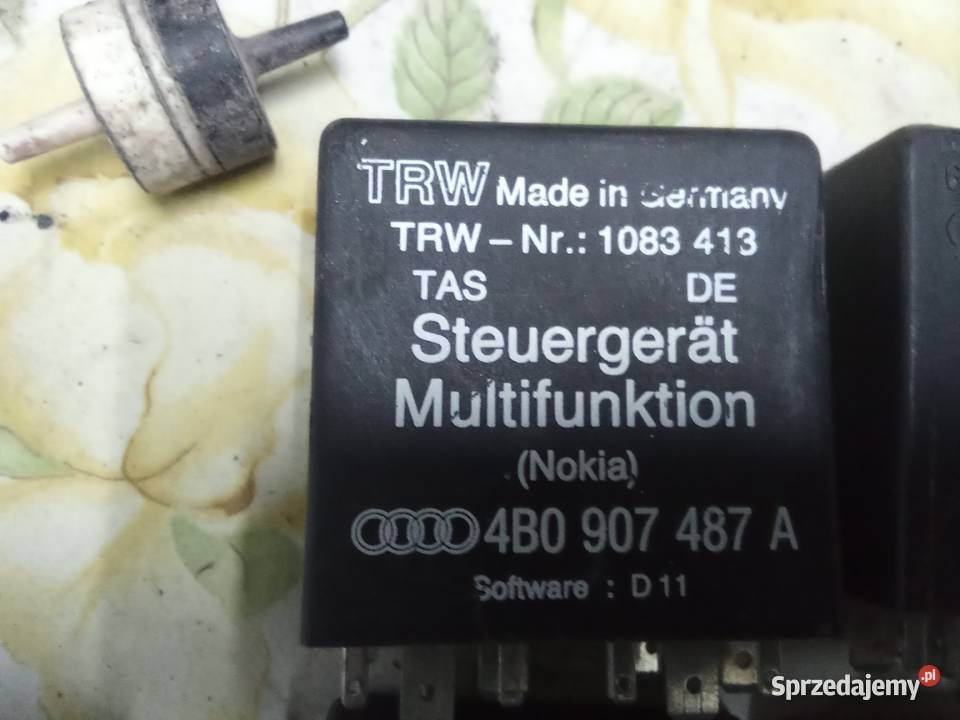 TRW Made in Germany
TRW – Nr.: 1083 413
TAS DE
Steuergerät
Multifunktion
(Nokia)
4B0 907 487 A
Software : D 11
Sprzedajemy.pl